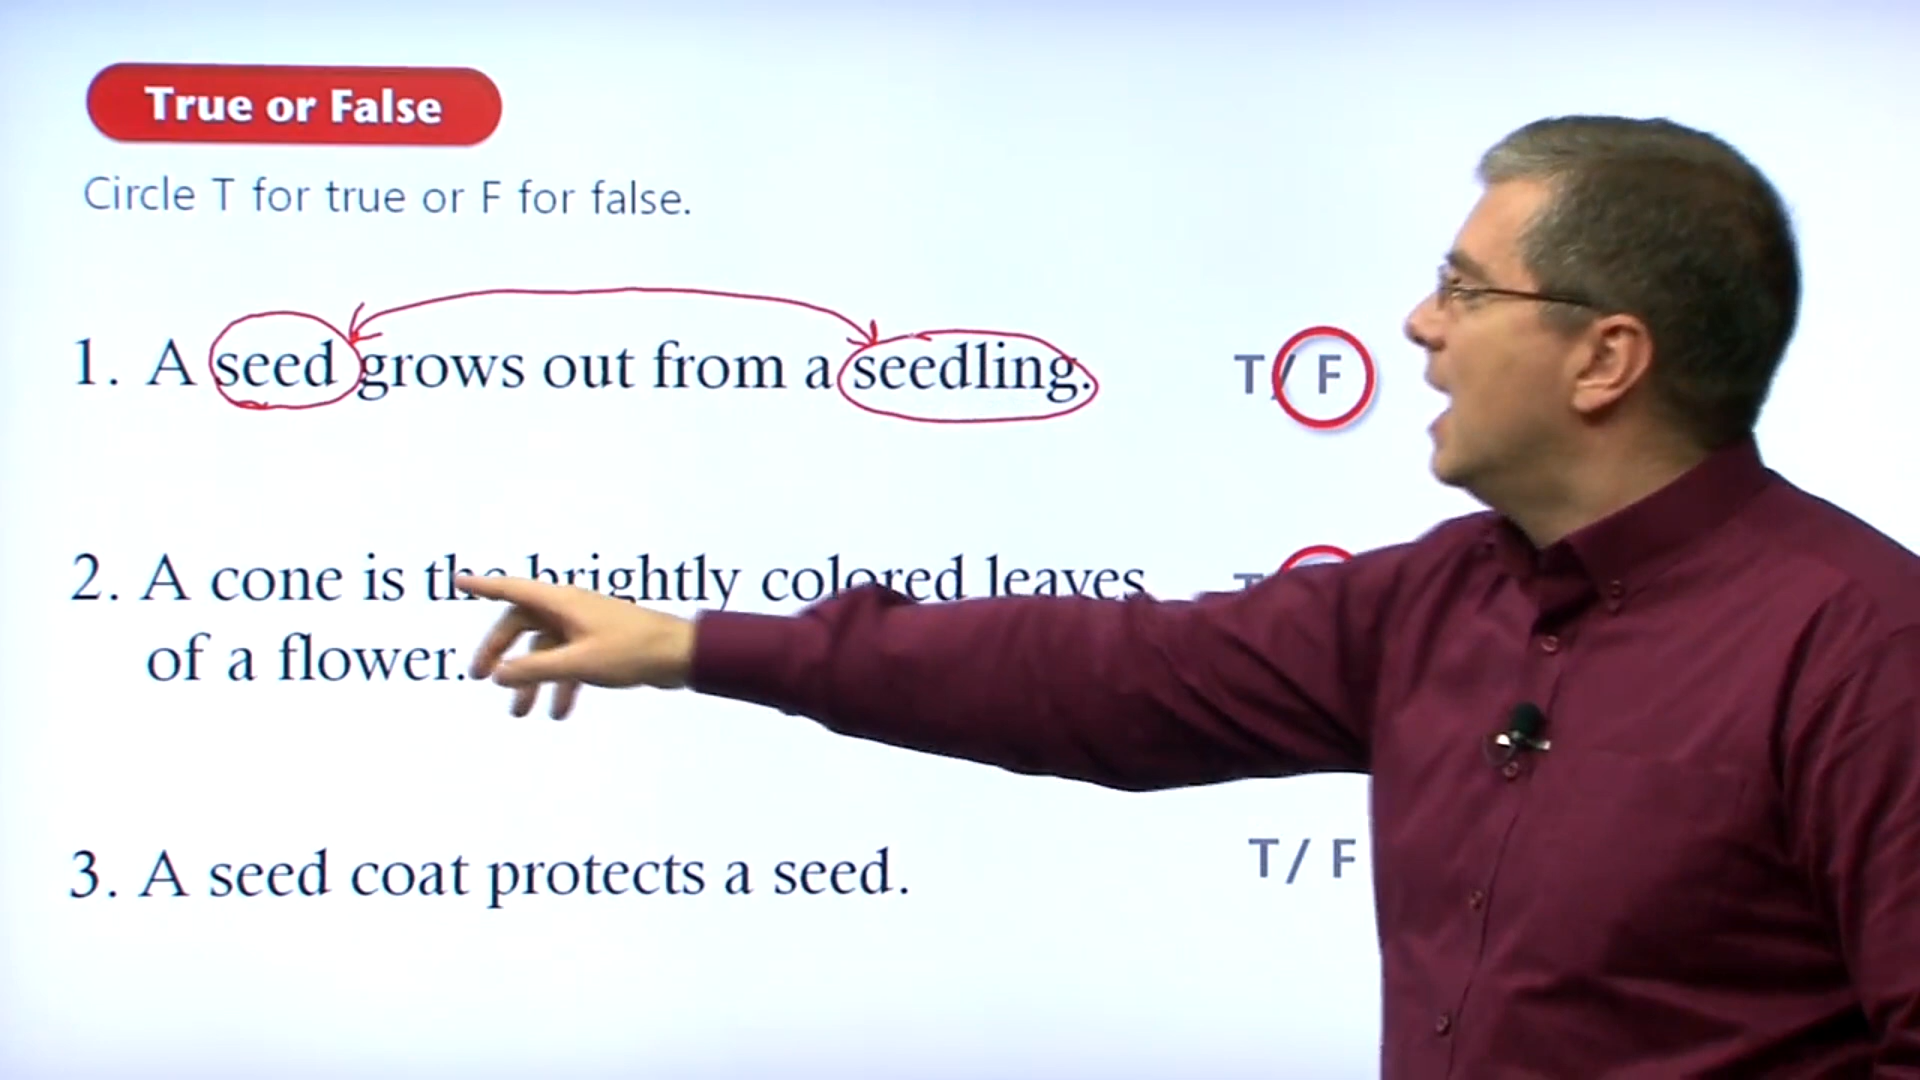 True or False
Circle T for true or F for false.
1. A seed grows out from a seedling. T / F
2. A cone is the brightly colored leaves
of a flower.
3. A seed coat protects a seed. T / F